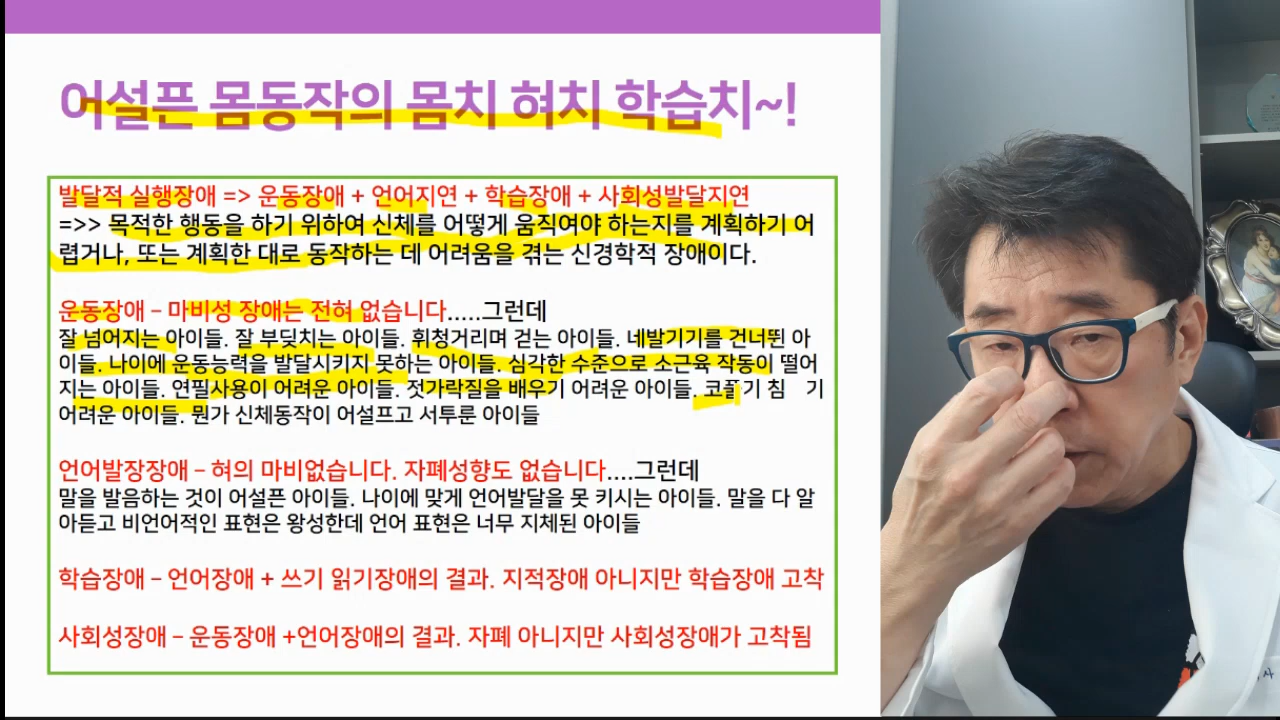 어설픈 몸동작의 몸치 혀치 학습치~!
발달적 실행장애 => 운동장애 + 언어지연 + 학습장애 + 사회성발달지연
=>> 목적한 행동을 하기 위하여 신체를 어떻게 움직여야 하는지를 계획하기 어
렵거나, 또는 계획한 대로 동작하는 데 어려움을 겪는 신경학적 장애이다.
운동장애 – 마비성 장애는 전혀 없습니다.....그런데
잘 넘어지는 아이들. 잘 부딪치는 아이들. 휘청거리며 걷는 아이들. 네발기기를 건너뛴 아
이들. 나이에 운동능력을 발달시키지 못하는 아이들. 심각한 수준으로 소근육 작동이 떨어
지는 아이들. 연필사용이 어려운 아이들. 젓가락질을 배우기 어려운 아이들. 코풀기 침 기
어려운 아이들. 뭔가 신체동작이 어설프고 서투룬 아이들
언어발장장애 – 혀의 마비없습니다. 자폐성향도 없습니다....그런데
말을 발음하는 것이 어설픈 아이들. 나이에 맞게 언어발달을 못 키시는 아이들. 말을 다 알
아듣고 비언어적인 표현은 왕성한데 언어 표현은 너무 지체된 아이들
학습장애 – 언어장애 + 쓰기 읽기장애의 결과. 지적장애 아니지만 학습장애 고착
사회성장애 – 운동장애 +언어장애의 결과. 자폐 아니지만 사회성장애가 고착됨